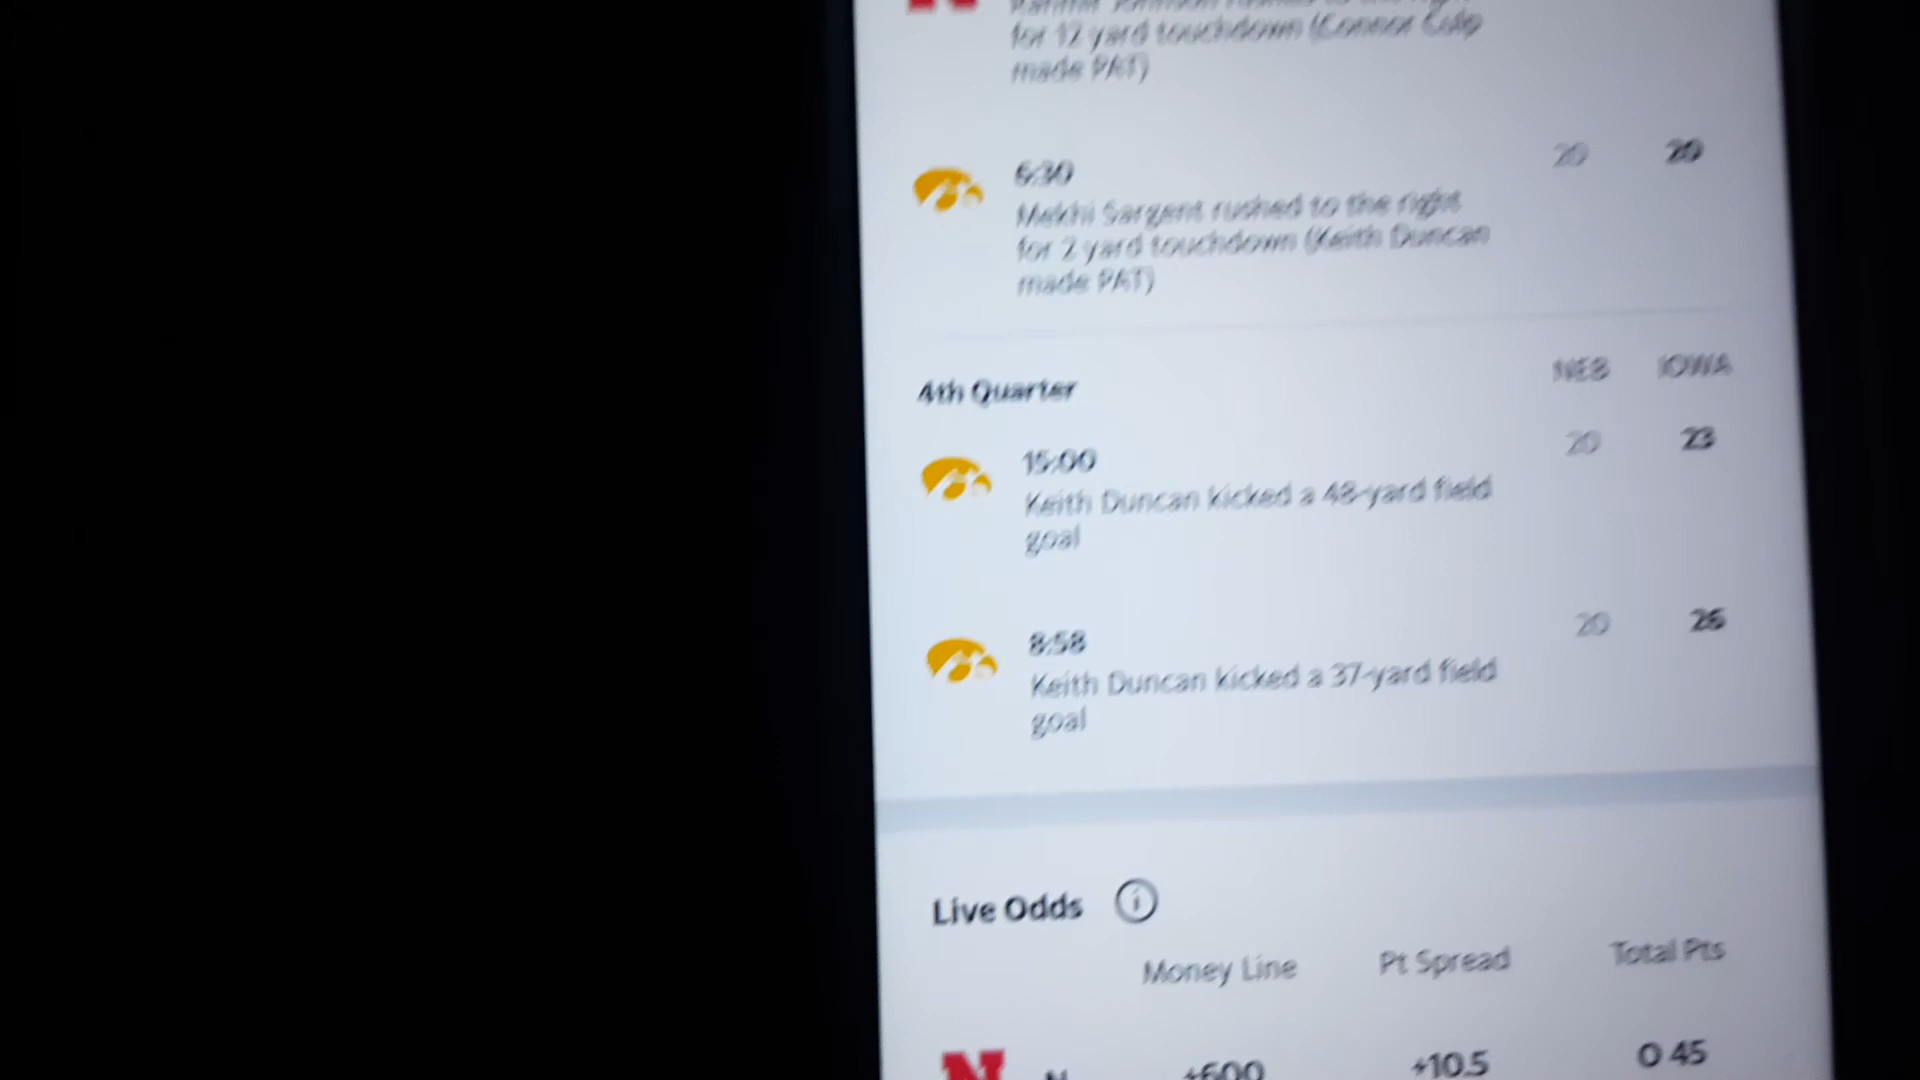 for 12 yard touchdown (Connor Culp
made PAT)
6:30
20 20
Mekhi Sargent rushed to the right
for 2 yard touchdown (Keith Duncan
made PAT)
4th Quarter
NEB IOWA
15:00
20 23
Keith Duncan kicked a 48-yard field
goal
8:58
20 26
Keith Duncan kicked a 37-yard field
goal
Live Odds
Money Line Pt Spread Total Pts
N +600 +10.5 O 45